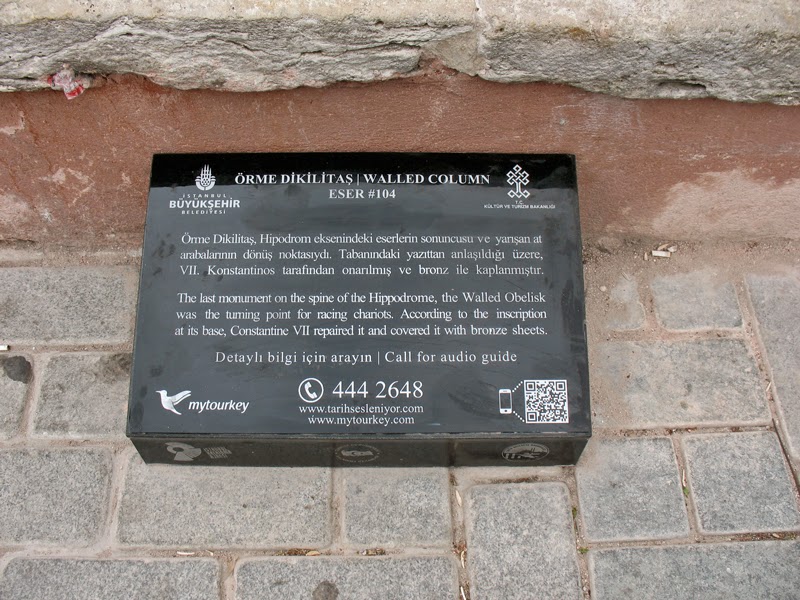 ÖRME DİKİLİTAŞ | WALLED COLUMN
ESER #104
İSTANBUL
BÜYÜKŞEHİR
BELEDİYESİ
T.C.
KÜLTÜR VE TURİZM BAKANLIĞI
Örme Dikilitaş, Hipodrom eksenindeki eserlerin sonuncusu ve yarışan at
arabalarının dönüş noktasıydı. Tabanındaki yazıttan anlaşıldığı üzere,
VII. Konstantinos tarafından onarılmış ve bronz ile kaplanmıştır.
The last monument on the spine of the Hippodrome, the Walled Obelisk
was the turning point for racing chariots. According to the inscription
at its base, Constantine VII repaired it and covered it with bronze sheets.
Detaylı bilgi için arayın | Call for audio guide
mytourkey
444 2648
www.tarihsesleniyor.com
www.mytourkey.com